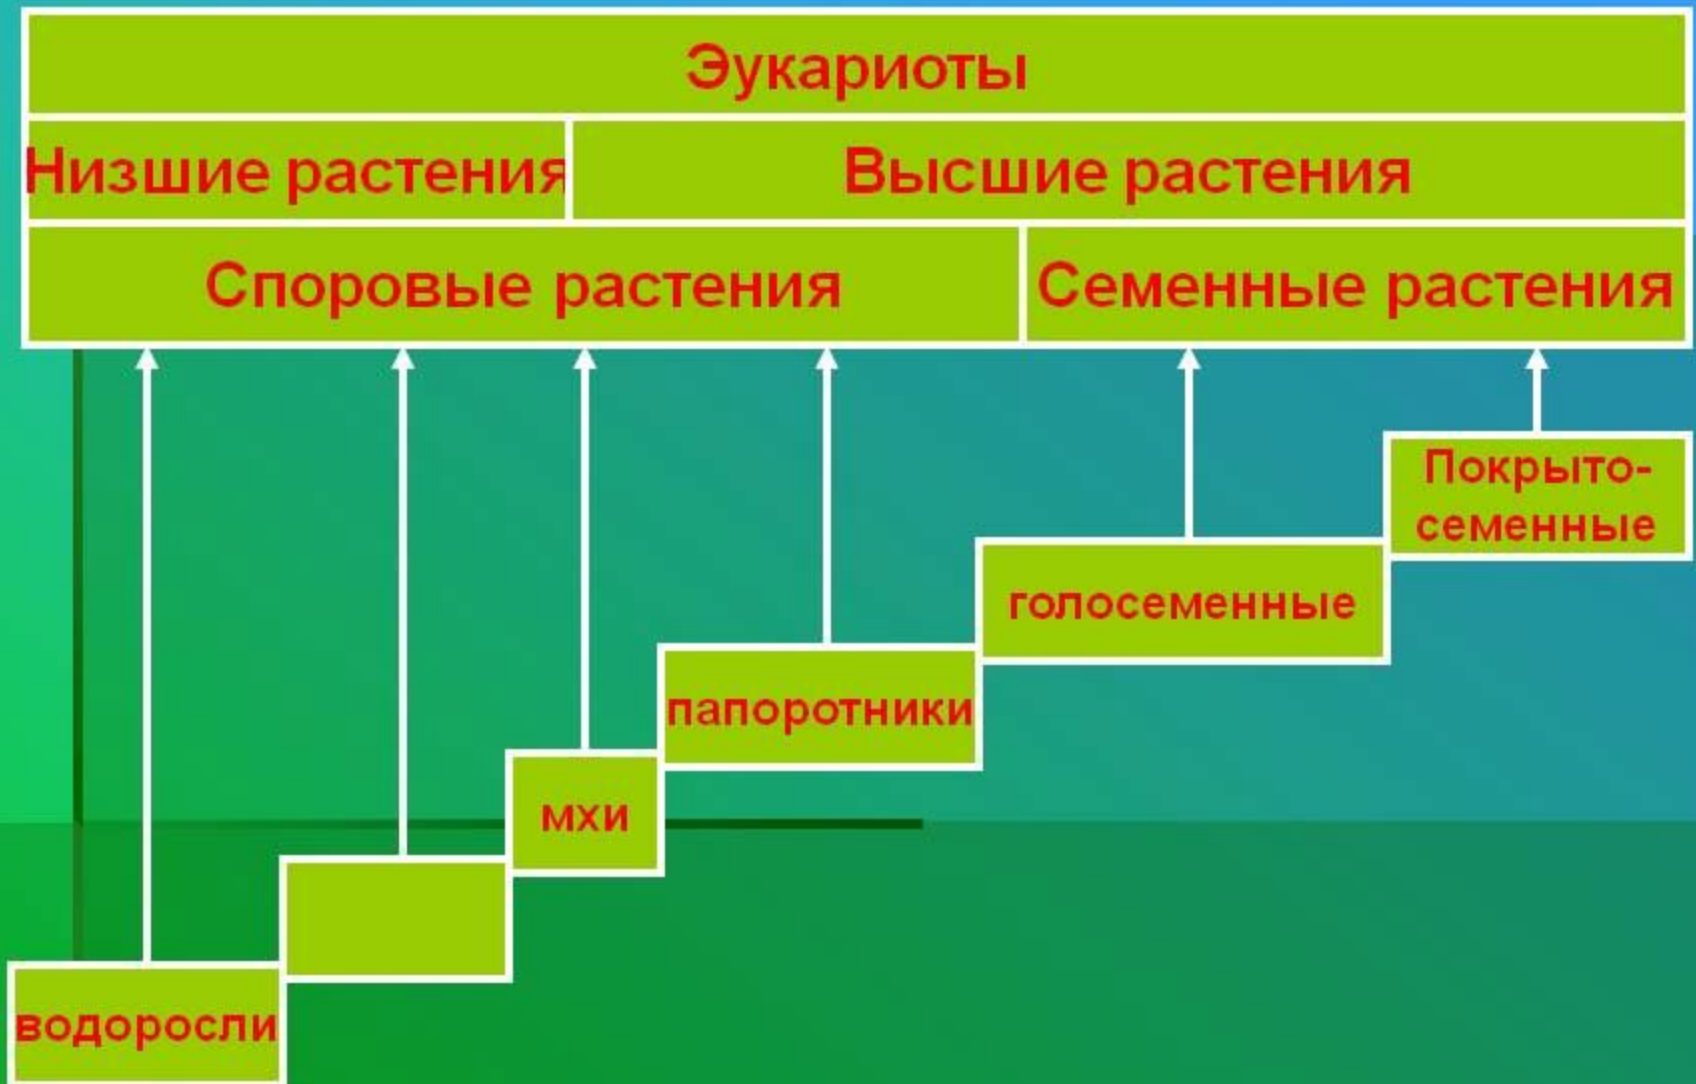 Эукариоты
Низшие растения
Высшие растения
Споровые растения
Семенные растения
Покрыто-
семенные
голосеменные
папоротники
мхи
водоросли